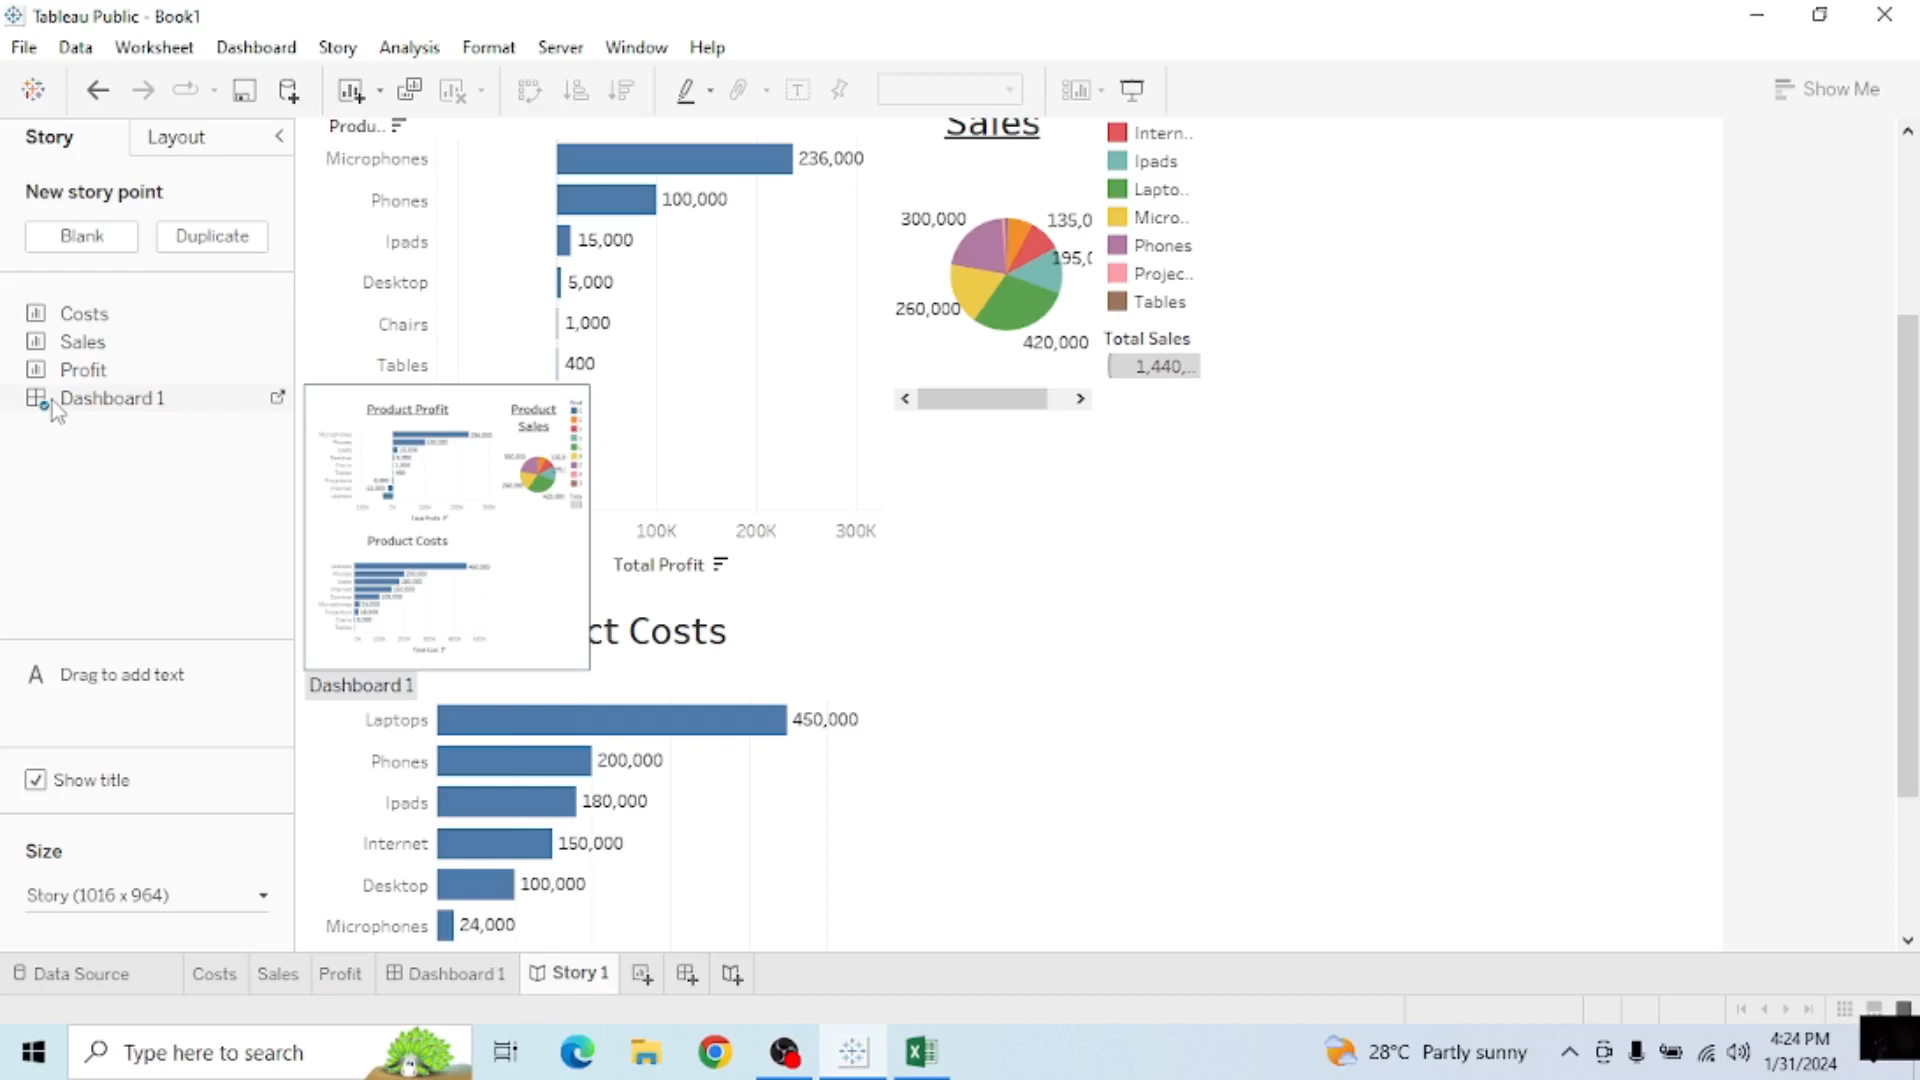 Tableau Public - Book1
File Data Worksheet Dashboard Story Analysis Format Server Window Help
Show Me
Story Layout
New story point
Blank Duplicate
Costs
Sales
Profit
Dashboard 1
Drag to add text
Show title
Size
Story (1016 x 964)
Produ..
Microphones 236,000
Phones 100,000
Ipads 15,000
Desktop 5,000
Chairs 1,000
Tables 400
100K 200K 300K
Total Profit
Sales
300,000 135,0
195,(
260,000
420,000
Intern..
Ipads
Lapto..
Micro..
Phones
Projec..
Tables
Total Sales
1,440,..
Product Profit
Product
Sales
Product Costs
Dashboard 1
ct Costs
Laptops 450,000
Phones 200,000
Ipads 180,000
Internet 150,000
Desktop 100,000
Microphones 24,000
Data Source Costs Sales Profit Dashboard 1 Story 1
Type here to search
28°C Partly sunny
4:24 PM
1/31/2024